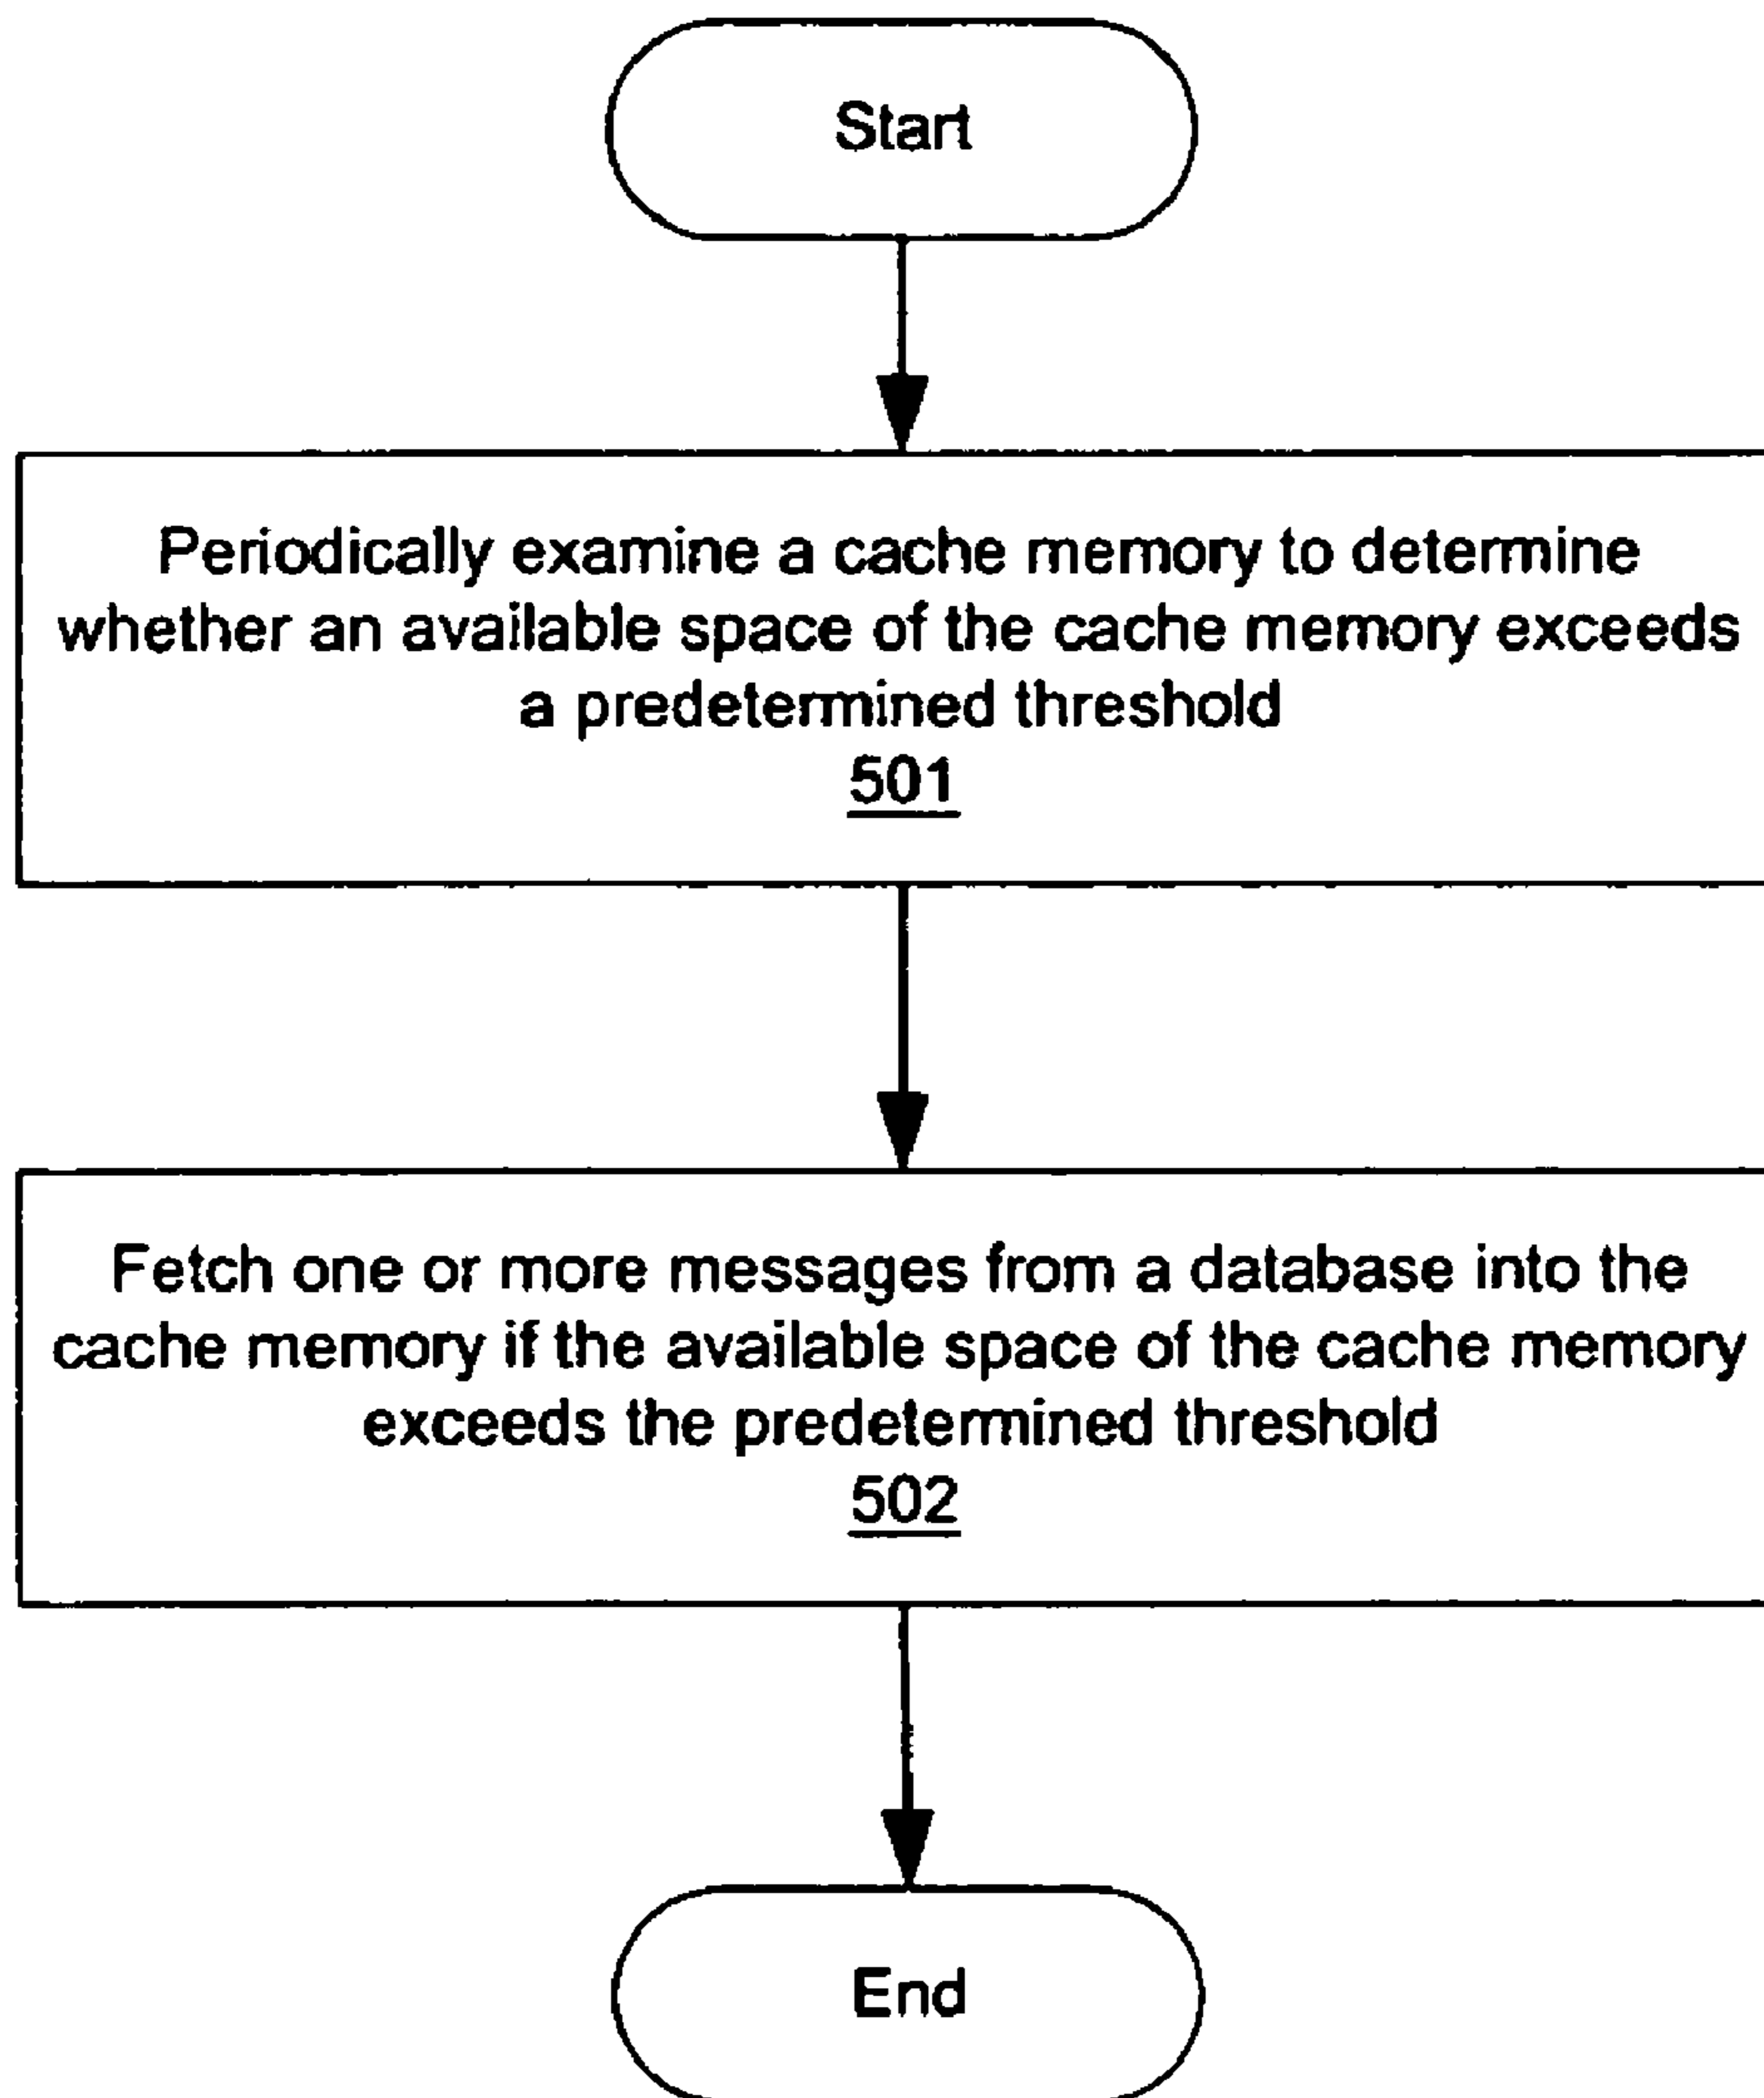 Start
Periodically examine a cache memory to determine
whether an available space of the cache memory exceeds
a predetermined threshold
501
Fetch one or more messages from a database into the
cache memory if the available space of the cache memory
exceeds the predetermined threshold
502
End